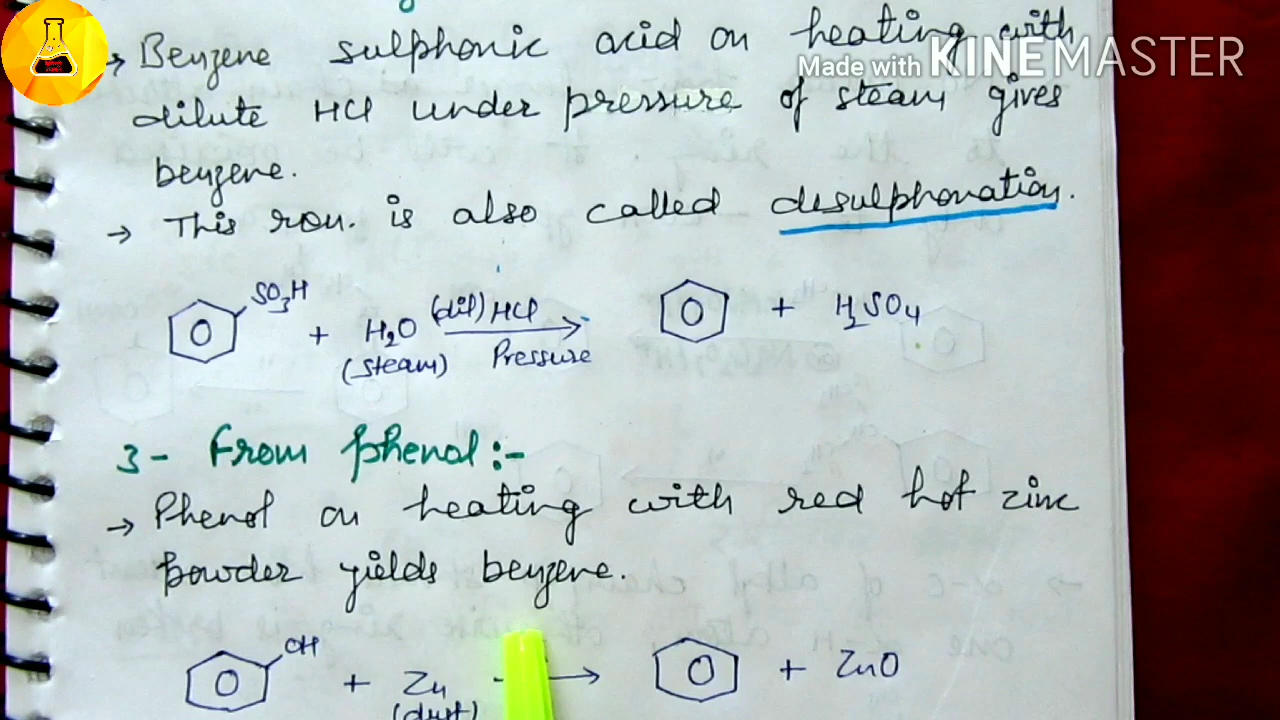 → Benzene sulphonic acid on heating with
Made with KINEMASTER
dilute HCl under pressure of steam gives
benzene.
→ This rxn. is also called desulphonation.
SO3H
+ H2O (dil) HCl + H2SO4
(steam) Pressure
3- From phenol:-
→ Phenol on heating with red hot zinc
powder yields benzene.
OH
+ Zn → + ZnO
(dust)